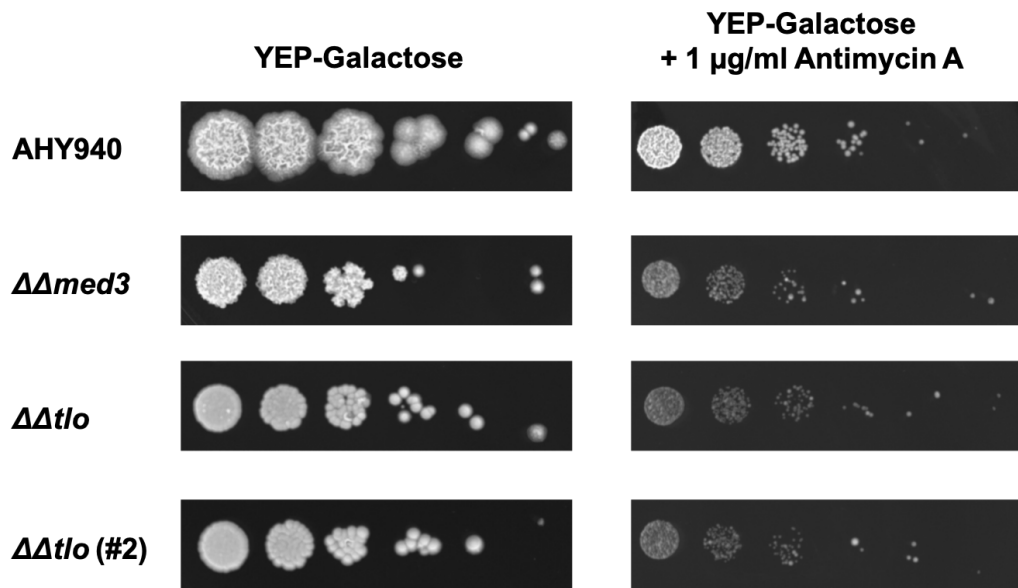 YEP-Galactose
YEP-Galactose
+ 1 µg/ml Antimycin A
AHY940
ΔΔmed3
ΔΔtlo
ΔΔtlo (#2)